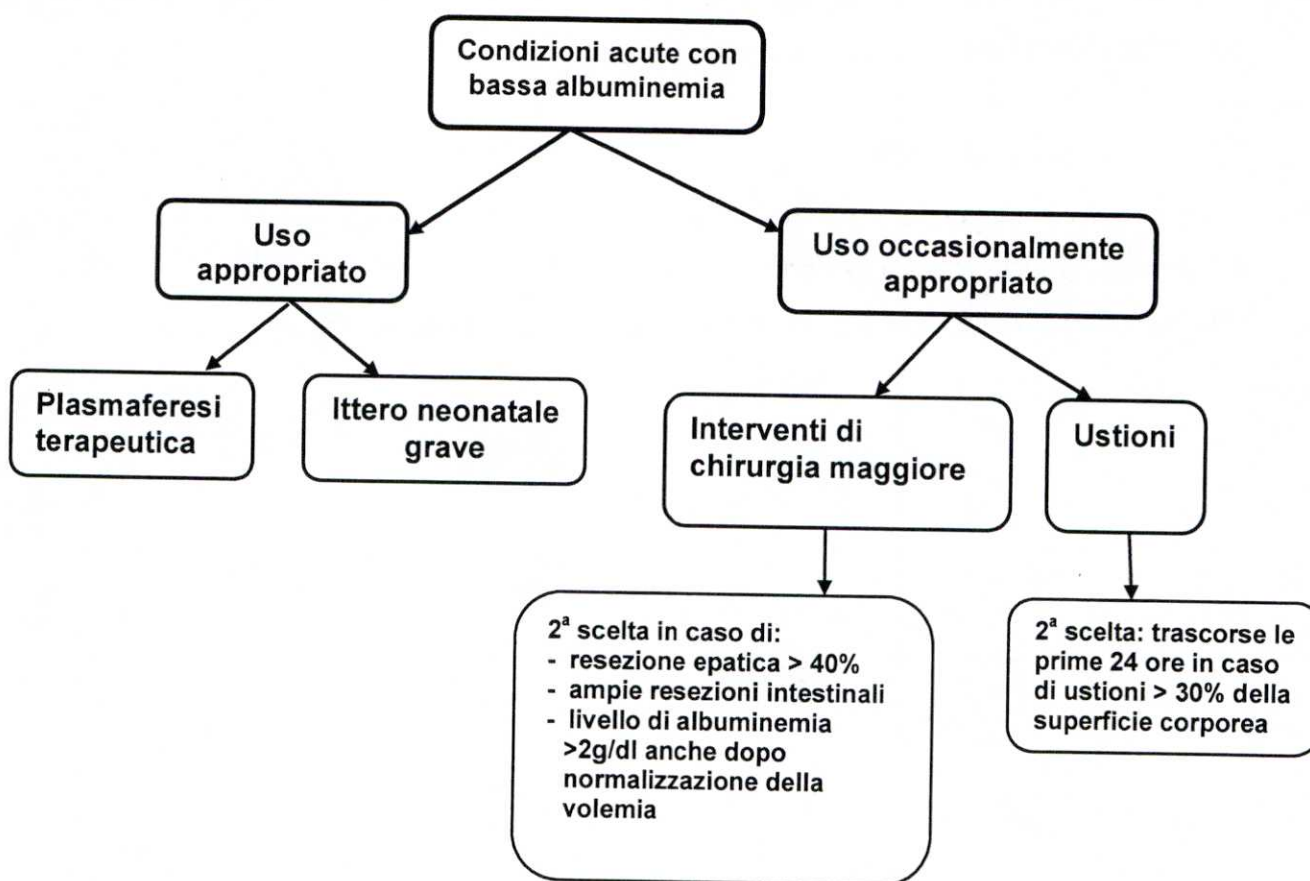 Condizioni acute con
bassa albuminemia
Uso
appropriato
Uso occasionalmente
appropriato
Plasmaferesi
terapeutica
Ittero neonatale
grave
Interventi di
chirurgia maggiore
Ustioni
2ª scelta in caso di:
- resezione epatica > 40%
- ampie resezioni intestinali
- livello di albuminemia
>2g/dl anche dopo
normalizzazione della
volemia
2ª scelta: trascorse le
prime 24 ore in caso
di ustioni > 30% della
superficie corporea